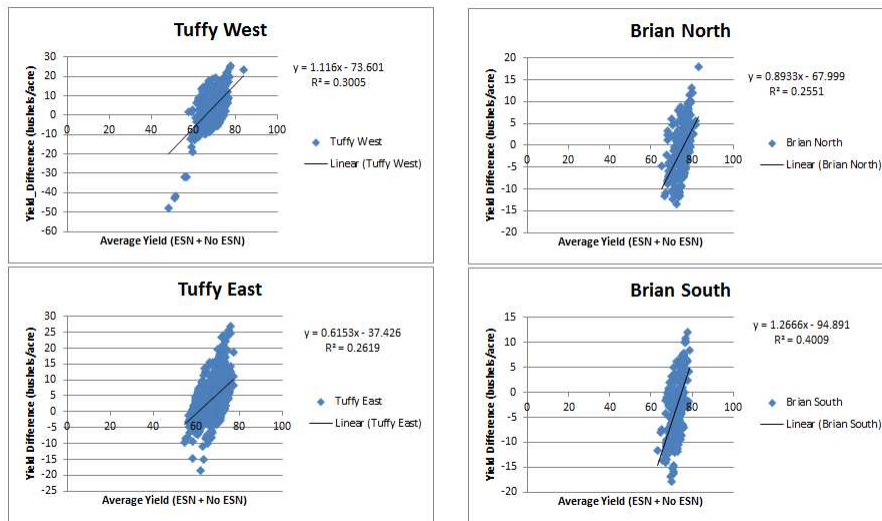 Tuffy West
Yield_Difference (bushels/acre)
30
20
10
0
-10
-20
-30
-40
-50
-60
0
20
40
60
80
100
y = 1.116x - 73.601
R² = 0.3005
Tuffy West
Linear (Tuffy West)
Average Yield (ESN + No ESN)
Brian North
Yield Difference (bushels/acre)
20
15
10
5
0
-5
-10
-15
-20
0
20
40
60
80
100
y = 0.8933x - 67.999
R² = 0.2551
Brian North
Linear (Brian North)
Average Yield (ESN + No ESN)
Tuffy East
Yield Difference (bushels/acre)
30
25
20
15
10
5
0
-5
-10
-15
-20
-25
0
20
40
60
80
100
y = 0.6153x - 37.426
R² = 0.2619
Tuffy East
Linear (Tuffy East)
Average Yield (ESN + No ESN)
Brian South
Yield Difference (bushels/acre)
15
10
5
0
-5
-10
-15
-20
0
20
40
60
80
100
y = 1.2666x - 94.891
R² = 0.4009
Brian South
Linear (Brian South)
Average Yield (ESN + No ESN)